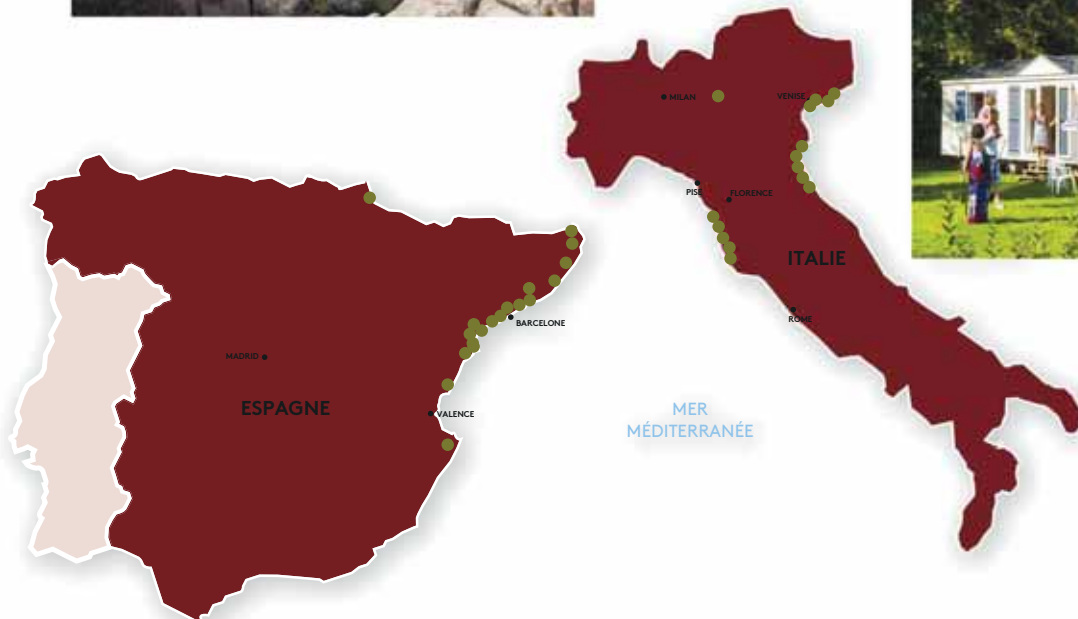 MILAN
VENISE
PISE
FLORENCE
ITALIE
ROME
BARCELONE
MADRID
ESPAGNE
VALENCE
MER
MÉDITERRANÉE